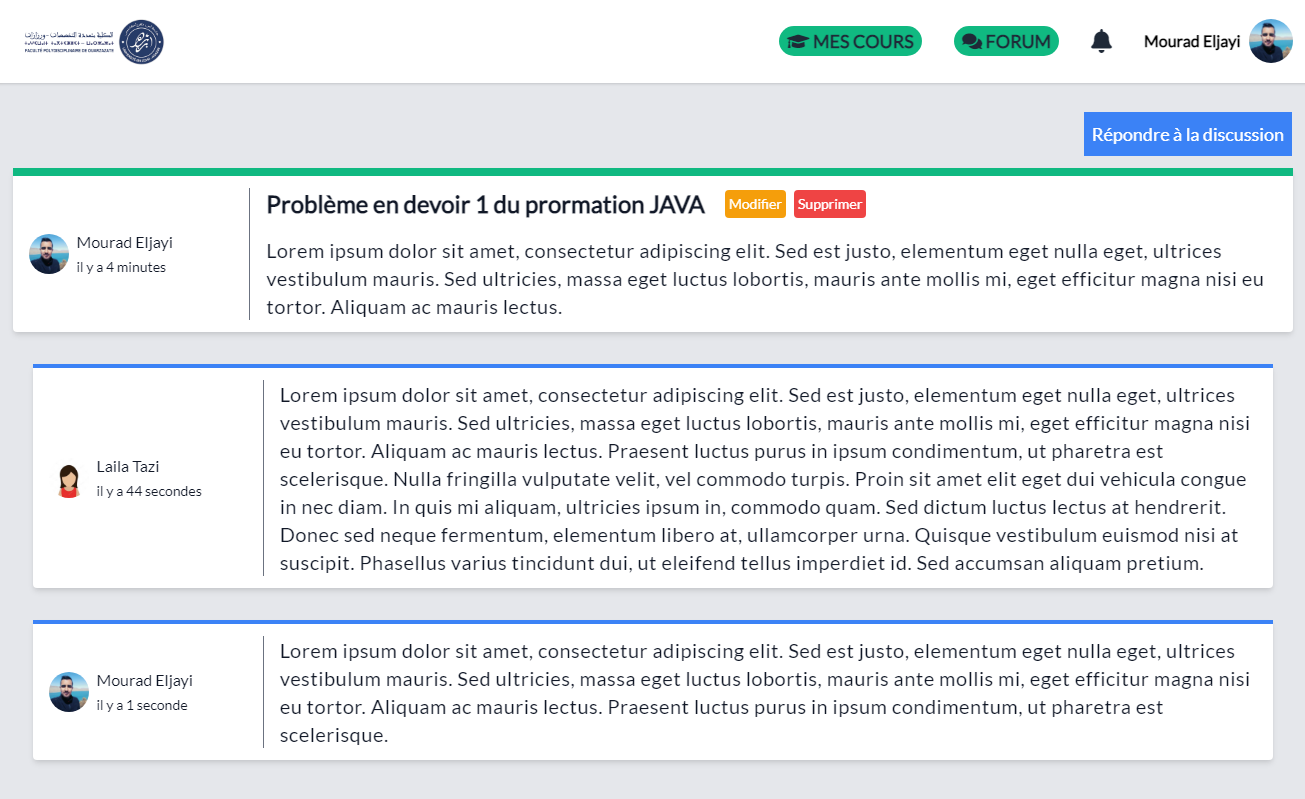 الكلية متعددة التخصصات - ورزازات
FACULTÉ POLYDISCIPLINAIRE DE OUARZAZATE
MES COURS
FORUM
Mourad Eljayi
Répondre à la discussion
Problème en devoir 1 du prormation JAVA
Modifier
Supprimer
Mourad Eljayi
il y a 4 minutes
Lorem ipsum dolor sit amet, consectetur adipiscing elit. Sed est justo, elementum eget nulla eget, ultrices
vestibulum mauris. Sed ultricies, massa eget luctus lobortis, mauris ante mollis mi, eget efficitur magna nisi eu
tortor. Aliquam ac mauris lectus.
Laila Tazi
il y a 44 secondes
Lorem ipsum dolor sit amet, consectetur adipiscing elit. Sed est justo, elementum eget nulla eget, ultrices
vestibulum mauris. Sed ultricies, massa eget luctus lobortis, mauris ante mollis mi, eget efficitur magna nisi
eu tortor. Aliquam ac mauris lectus. Praesent luctus purus in ipsum condimentum, ut pharetra est
scelerisque. Nulla fringilla vulputate velit, vel commodo turpis. Proin sit amet elit eget dui vehicula congue
in nec diam. In quis mi aliquam, ultricies ipsum in, commodo quam. Sed dictum luctus lectus at hendrerit.
Donec sed neque fermentum, elementum libero at, ullamcorper urna. Quisque vestibulum euismod nisi at
suscipit. Phasellus varius tincidunt dui, ut eleifend tellus imperdiet id. Sed accumsan aliquam pretium.
Mourad Eljayi
il y a 1 seconde
Lorem ipsum dolor sit amet, consectetur adipiscing elit. Sed est justo, elementum eget nulla eget, ultrices
vestibulum mauris. Sed ultricies, massa eget luctus lobortis, mauris ante mollis mi, eget efficitur magna nisi
eu tortor. Aliquam ac mauris lectus. Praesent luctus purus in ipsum condimentum, ut pharetra est
scelerisque.